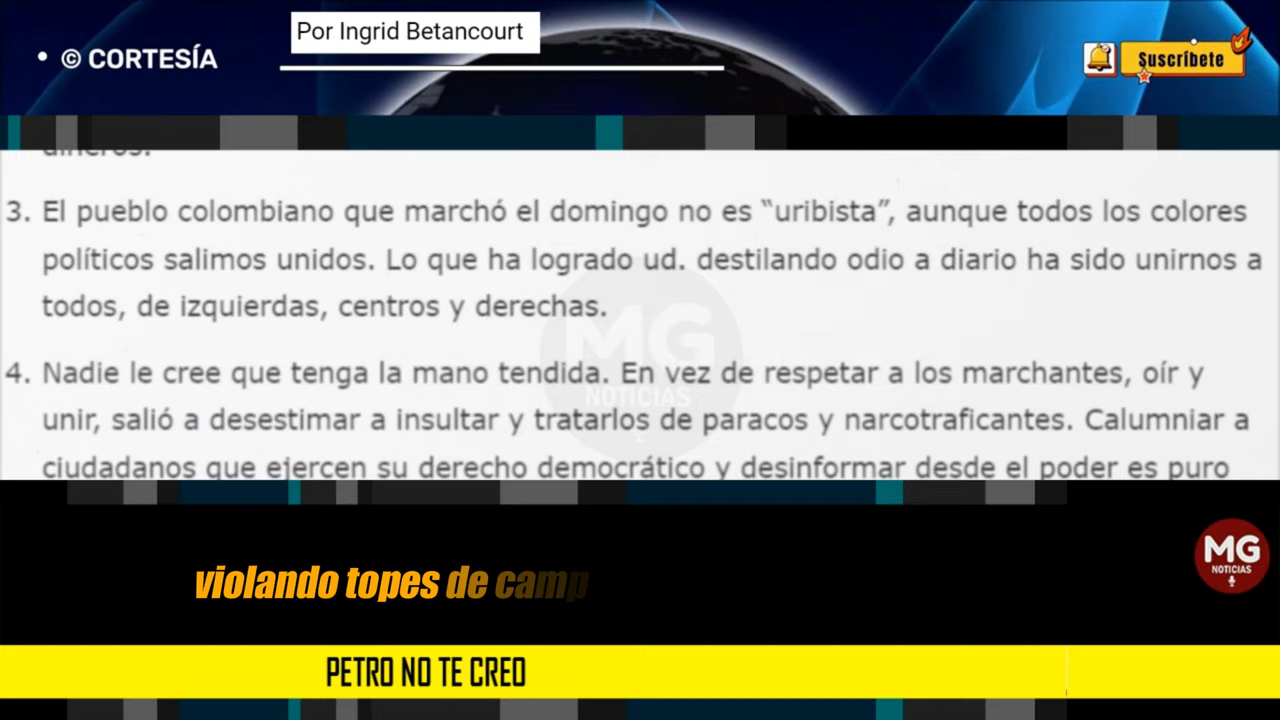 Por Ingrid Betancourt
• © CORTESÍA
Suscríbete
dineros.
3. El pueblo colombiano que marchó el domingo no es “uribista”, aunque todos los colores
políticos salimos unidos. Lo que ha logrado ud. destilando odio a diario ha sido unirnos a
todos, de izquierdas, centros y derechas.
4. Nadie le cree que tenga la mano tendida. En vez de respetar a los marchantes, oír y
unir, salió a desestimar a insultar y tratarlos de paracos y narcotraficantes. Calumniar a
ciudadanos que ejercen su derecho democrático y desinformar desde el poder es puro
MG
NOTICIAS
violando topes de camp
MG
NOTICIAS
PETRO NO TE CREO